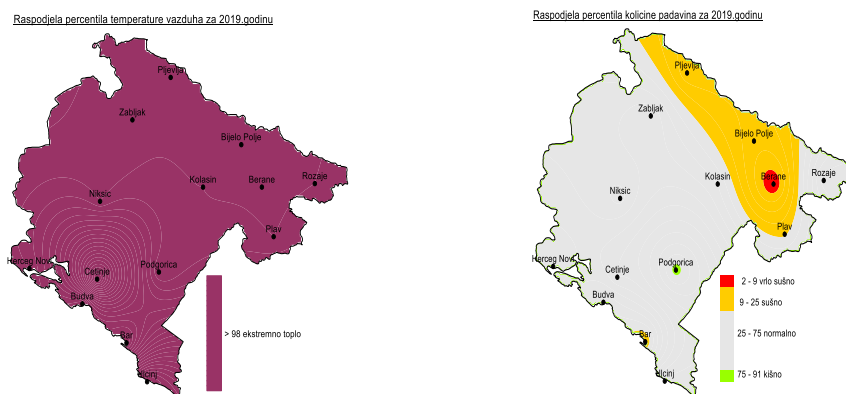 Raspodjela percentila temperature vazduha za 2019.godinu
Pljevlja
Zabljak
Bijelo Polje
Kolasin
Berane
Rozaje
Niksic
Plav
Herceg Novi
Cetinje
Podgorica
Budva
Bar
Ulcinj
> 98 ekstremno toplo
Raspodjela percentila kolicine padavina za 2019.godinu
Pljevlja
Zabljak
Bijelo Polje
Kolasin
Berane
Rozaje
Niksic
Plav
Herceg Novi
Cetinje
Podgorica
Budva
Bar
Ulcinj
2 - 9 vrlo sušno
9 - 25 sušno
25 - 75 normalno
75 - 91 kišno